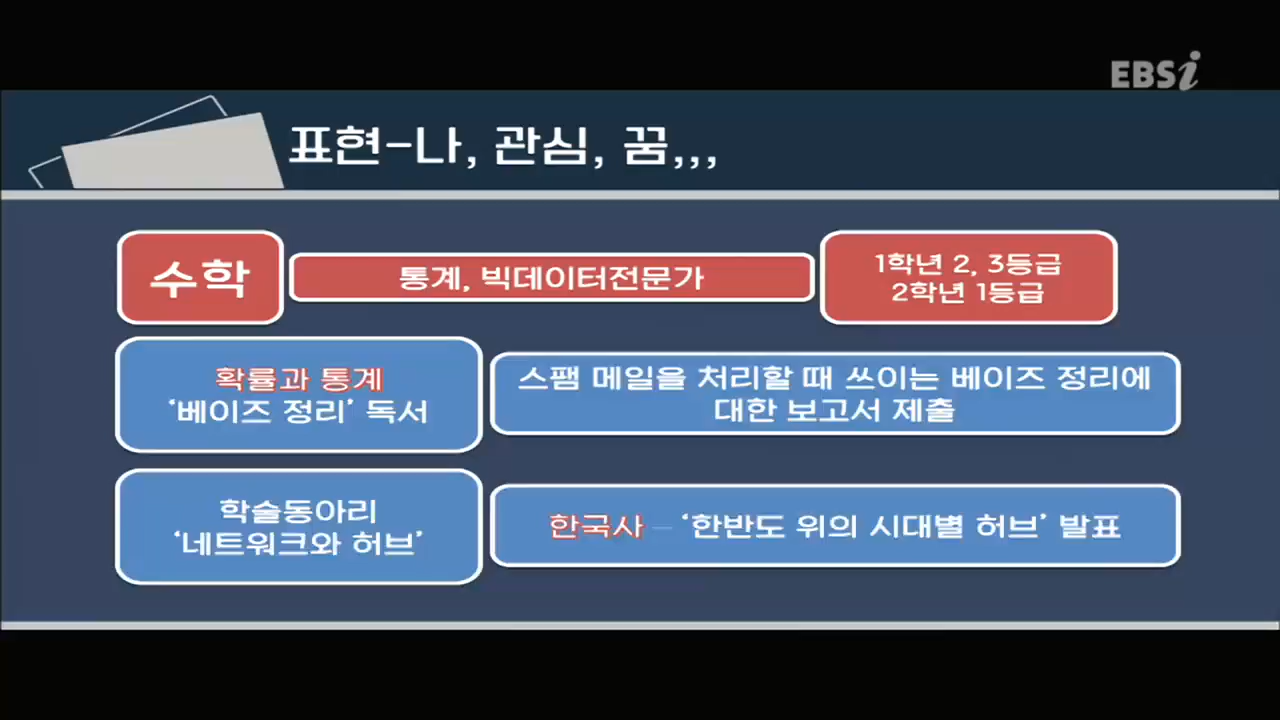 EBSi
표현-나, 관심, 꿈,,,
수학
통계, 빅데이터전문가
1학년 2, 3등급
2학년 1등급
확률과 통계
‘베이즈 정리’ 독서
스팸 메일을 처리할 때 쓰이는 베이즈 정리에
대한 보고서 제출
학술동아리
‘네트워크와 허브’
한국사 – ‘한반도 위의 시대별 허브’ 발표